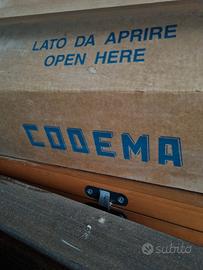 LATO DA APRIRE
OPEN HERE
CODEMA
subito